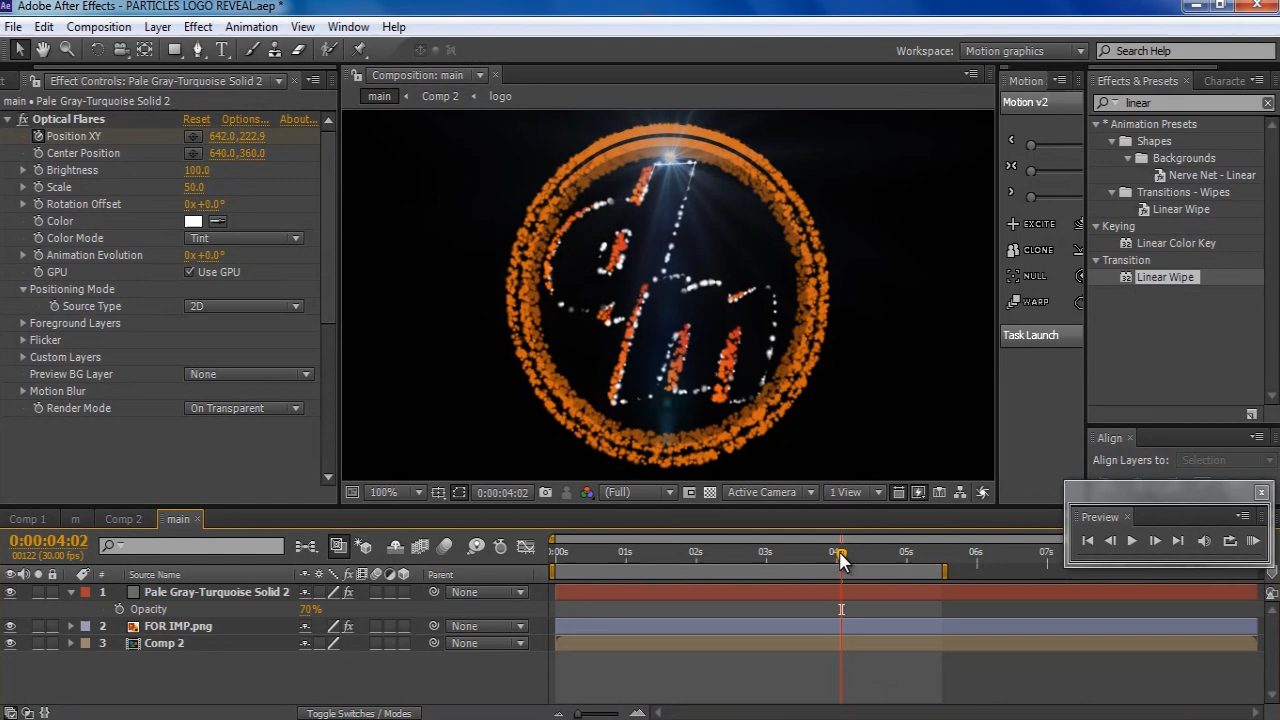 Adobe After Effects - PARTICLES LOGO REVEAL.aep *
File Edit Composition Layer Effect Animation View Window Help
Workspace: Motion graphics Search Help
Effect Controls: Pale Gray-Turquoise Solid 2
main • Pale Gray-Turquoise Solid 2
fx Optical Flares Reset Options... About...
Position XY 642.0,222.9
Center Position 640.0,360.0
Brightness 100.0
Scale 50.0
Rotation Offset 0x+0.0°
Color
Color Mode Tint
Animation Evolution 0x+0.0°
GPU Use GPU
Positioning Mode
Source Type 2D
Foreground Layers
Flicker
Custom Layers
Preview BG Layer None
Motion Blur
Render Mode On Transparent
Composition: main
main Comp 2 logo
100% 0:00:04:02 (Full) Active Camera 1 View
Motion
Motion v2
EXCITE
CLONE
NULL
WARP
Task Launch
Effects & Presets Characte
linear
* Animation Presets
Shapes
Backgrounds
Nerve Net - Linear
Transitions - Wipes
Linear Wipe
Keying
Linear Color Key
Transition
Linear Wipe
Align
Align Layers to: Selection
Preview
Comp 1 m Comp 2 main
0:00:04:02
00122 (30.00 fps)
:00s 01s 02s 03s 05s 06s 07s
# Source Name fx Parent
1 Pale Gray-Turquoise Solid 2 fx None
Opacity 70%
2 FOR IMP.png fx None
3 Comp 2 None
Toggle Switches / Modes